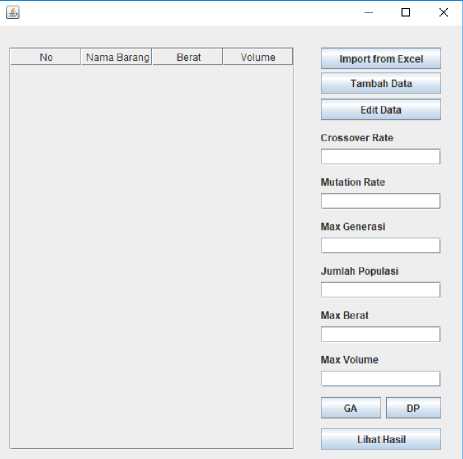 No Nama Barang Berat Volume
Import from Excel
Tambah Data
Edit Data
Crossover Rate
Mutation Rate
Max Generasi
Jumlah Populasi
Max Berat
Max Volume
GA DP
Lihat Hasil